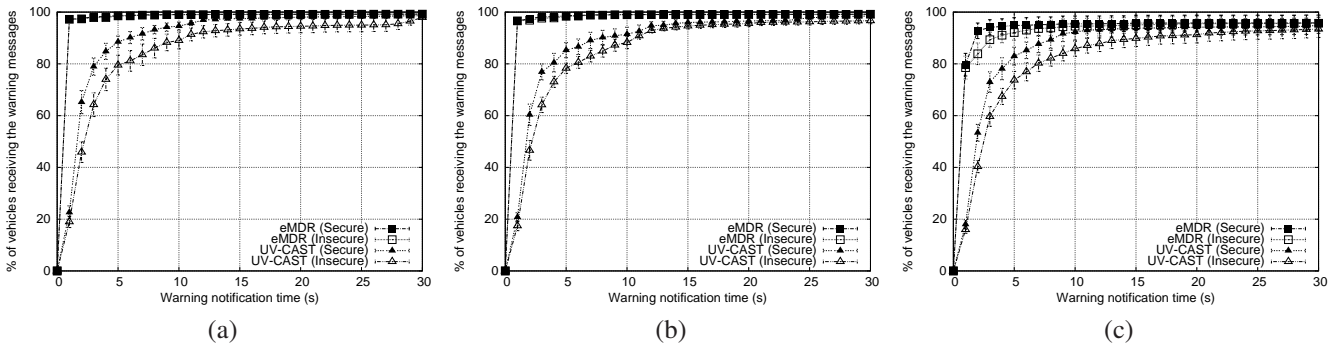 % of vehicles receiving the warning messages
100
80
60
40
20
0
eMDR (Secure)
eMDR (Insecure)
UV-CAST (Secure)
UV-CAST (Insecure)
0 5 10 15 20 25 30
Warning notification time (s)
(a)
% of vehicles receiving the warning messages
100
80
60
40
20
0
eMDR (Secure)
eMDR (Insecure)
UV-CAST (Secure)
UV-CAST (Insecure)
0 5 10 15 20 25 30
Warning notification time (s)
(b)
% of vehicles receiving the warning messages
100
80
60
40
20
0
eMDR (Secure)
eMDR (Insecure)
UV-CAST (Secure)
UV-CAST (Insecure)
0 5 10 15 20 25 30
Warning notification time (s)
(c)